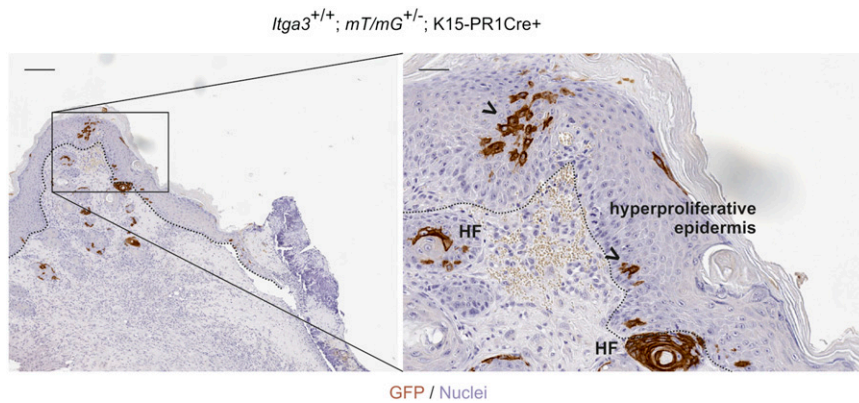 Itga3+/+; mT/mG+/-; K15-PR1Cre+
hyperproliferative
epidermis
HF
HF
GFP / Nuclei